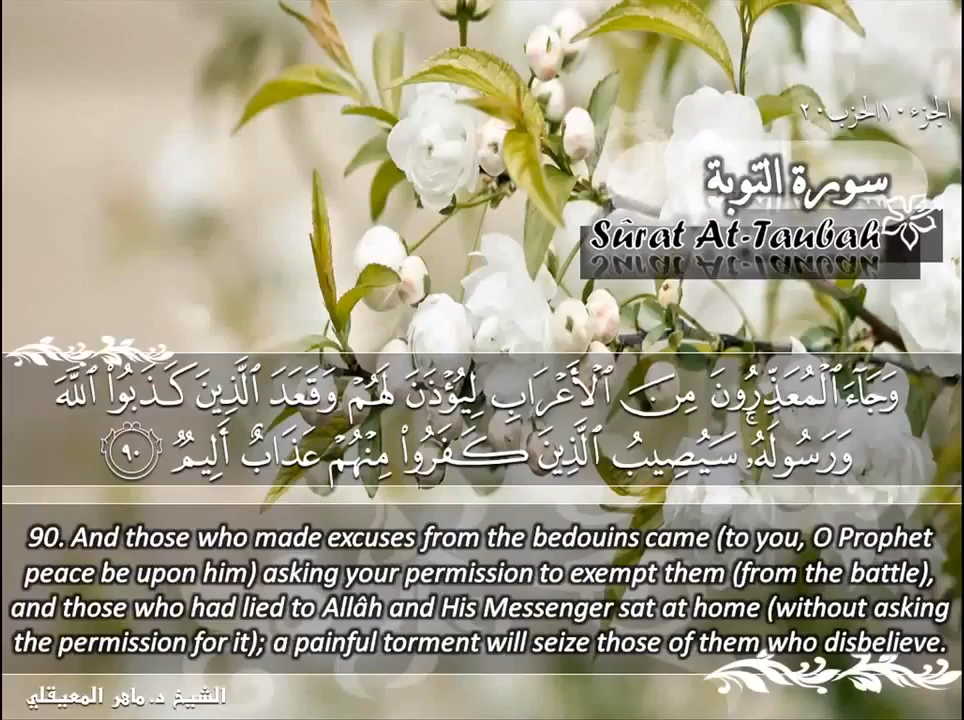 الجزء ١٠ الحزب ٢٠
سورة التوبة
Sûrat At-Taubah
وَجَآءَ ٱلْمُعَذِّرُونَ مِنَ ٱلْأَعْرَابِ لِيُؤْذَنَ لَهُمْ وَقَعَدَ ٱلَّذِينَ كَذَبُوا۟ ٱللَّهَ
وَرَسُولَهُۥ ۚ سَيُصِيبُ ٱلَّذِينَ كَفَرُوا۟ مِنْهُمْ عَذَابٌ أَلِيمٌ ٩٠
90. And those who made excuses from the bedouins came (to you, O Prophet
peace be upon him) asking your permission to exempt them (from the battle),
and those who had lied to Allâh and His Messenger sat at home (without asking
the permission for it); a painful torment will seize those of them who disbelieve.
الشيخ د. ماهر المعيقلي